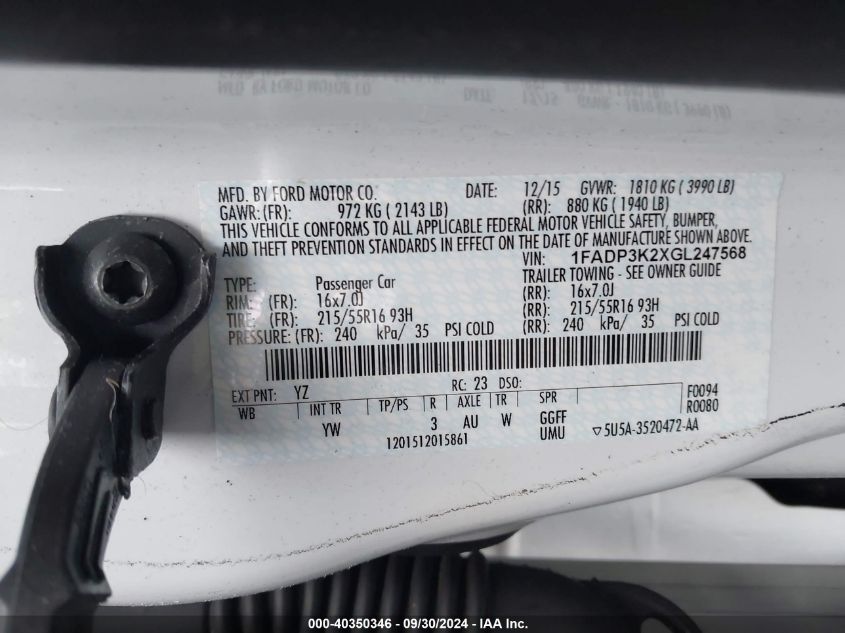 MFD. BY FORD MOTOR CO. DATE: 12/15 GVWR: 1810 KG ( 3990 LB)
GAWR: (FR): 972 KG ( 2143 LB) (RR): 880 KG ( 1940 LB)
THIS VEHICLE CONFORMS TO ALL APPLICABLE FEDERAL MOTOR VEHICLE SAFETY, BUMPER,
AND THEFT PREVENTION STANDARDS IN EFFECT ON THE DATE OF MANUFACTURE SHOWN ABOVE.
VIN: 1FADP3K2XGL247568
TYPE: Passenger Car TRAILER TOWING - SEE OWNER GUIDE
RIM: (FR): 16x7.0J (RR): 16x7.0J
TIRE: (FR): 215/55R16 93H (RR): 215/55R16 93H
PRESSURE: (FR): 240 kPa/ 35 PSI COLD (RR): 240 kPa/ 35 PSI COLD
EXT PNT: YZ RC: 23 DSO: F0094
WB INT TR TP/PS R AXLE TR SPR R0080
YW 3 AU W GGFF
UMU ▽5U5A-3520472-AA
1201512015861
000-40350346 - 09/30/2024 - IAA Inc.